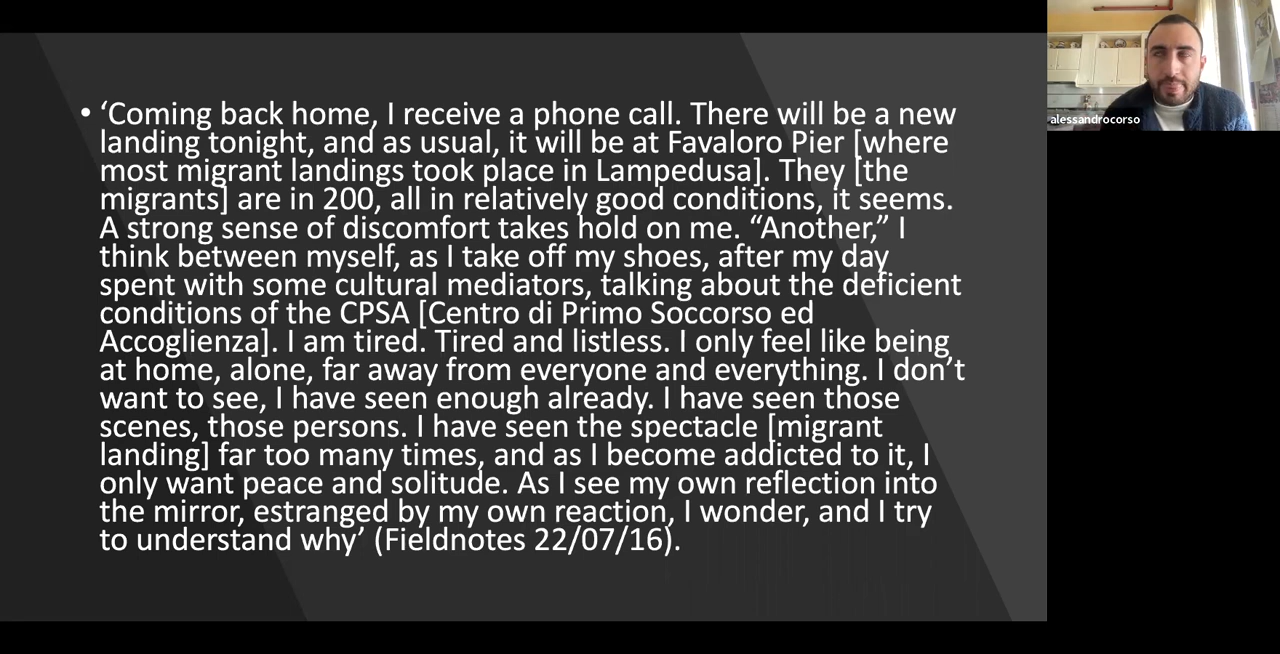 • ‘Coming back home, I receive a phone call. There will be a new
landing tonight, and as usual, it will be at Favaloro Pier [where
most migrant landings took place in Lampedusa]. They [the
migrants] are in 200, all in relatively good conditions, it seems.
A strong sense of discomfort takes hold on me. “Another,” I
think between myself, as I take off my shoes, after my day
spent with some cultural mediators, talking about the deficient
conditions of the CPSA [Centro di Primo Soccorso ed
Accoglienza]. I am tired. Tired and listless. I only feel like being
at home, alone, far away from everyone and everything. I don’t
want to see, I have seen enough already. I have seen those
scenes, those persons. I have seen the spectacle [migrant
landing] far too many times, and as I become addicted to it, I
only want peace and solitude. As I see my own reflection into
the mirror, estranged by my own reaction, I wonder, and I try
to understand why’ (Fieldnotes 22/07/16).
alessandrocorso